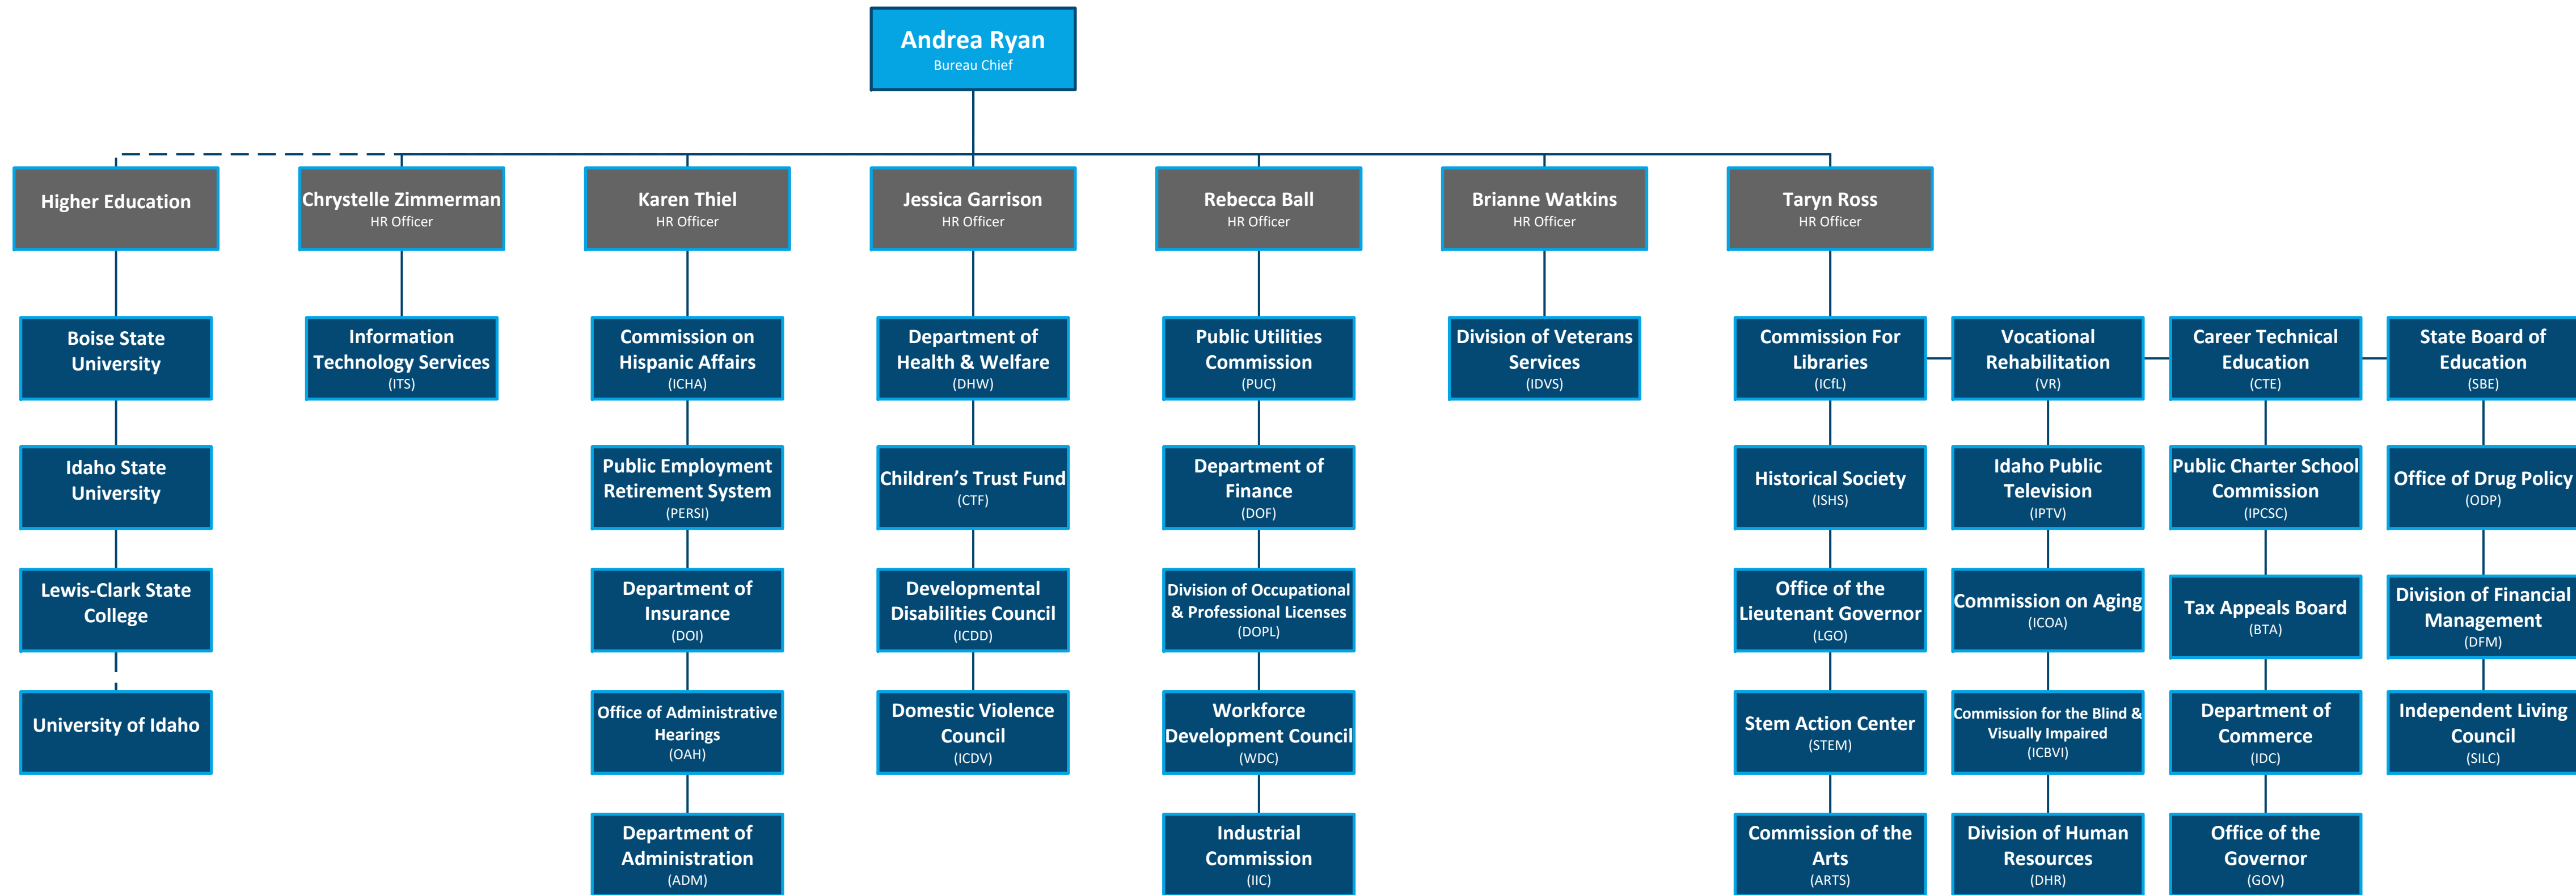 Andrea Ryan
Bureau Chief
Higher Education
Chrystelle Zimmerman
HR Officer
Karen Thiel
HR Officer
Jessica Garrison
HR Officer
Rebecca Ball
HR Officer
Brianne Watkins
HR Officer
Taryn Ross
HR Officer
Boise State
University
Information
Technology Services
(ITS)
Commission on
Hispanic Affairs
(ICHA)
Department of
Health & Welfare
(DHW)
Public Utilities
Commission
(PUC)
Division of Veterans
Services
(IDVS)
Commission For
Libraries
(ICfL)
Vocational
Rehabilitation
(VR)
Career Technical
Education
(CTE)
State Board of
Education
(SBE)
Idaho State
University
Public Employment
Retirement System
(PERSI)
Children’s Trust Fund
(CTF)
Department of
Finance
(DOF)
Historical Society
(ISHS)
Idaho Public
Television
(IPTV)
Public Charter School
Commission
(IPCSC)
Office of Drug Policy
(ODP)
Lewis-Clark State
College
Department of
Insurance
(DOI)
Developmental
Disabilities Council
(ICDD)
Division of Occupational
& Professional Licenses
(DOPL)
Office of the
Lieutenant Governor
(LGO)
Commission on Aging
(ICOA)
Tax Appeals Board
(BTA)
Division of Financial
Management
(DFM)
University of Idaho
Office of Administrative
Hearings
(OAH)
Domestic Violence
Council
(ICDV)
Workforce
Development Council
(WDC)
Stem Action Center
(STEM)
Commission for the Blind &
Visually Impaired
(ICBVI)
Department of
Commerce
(IDC)
Independent Living
Council
(SILC)
Department of
Administration
(ADM)
Industrial
Commission
(IIC)
Commission of the
Arts
(ARTS)
Division of Human
Resources
(DHR)
Office of the
Governor
(GOV)